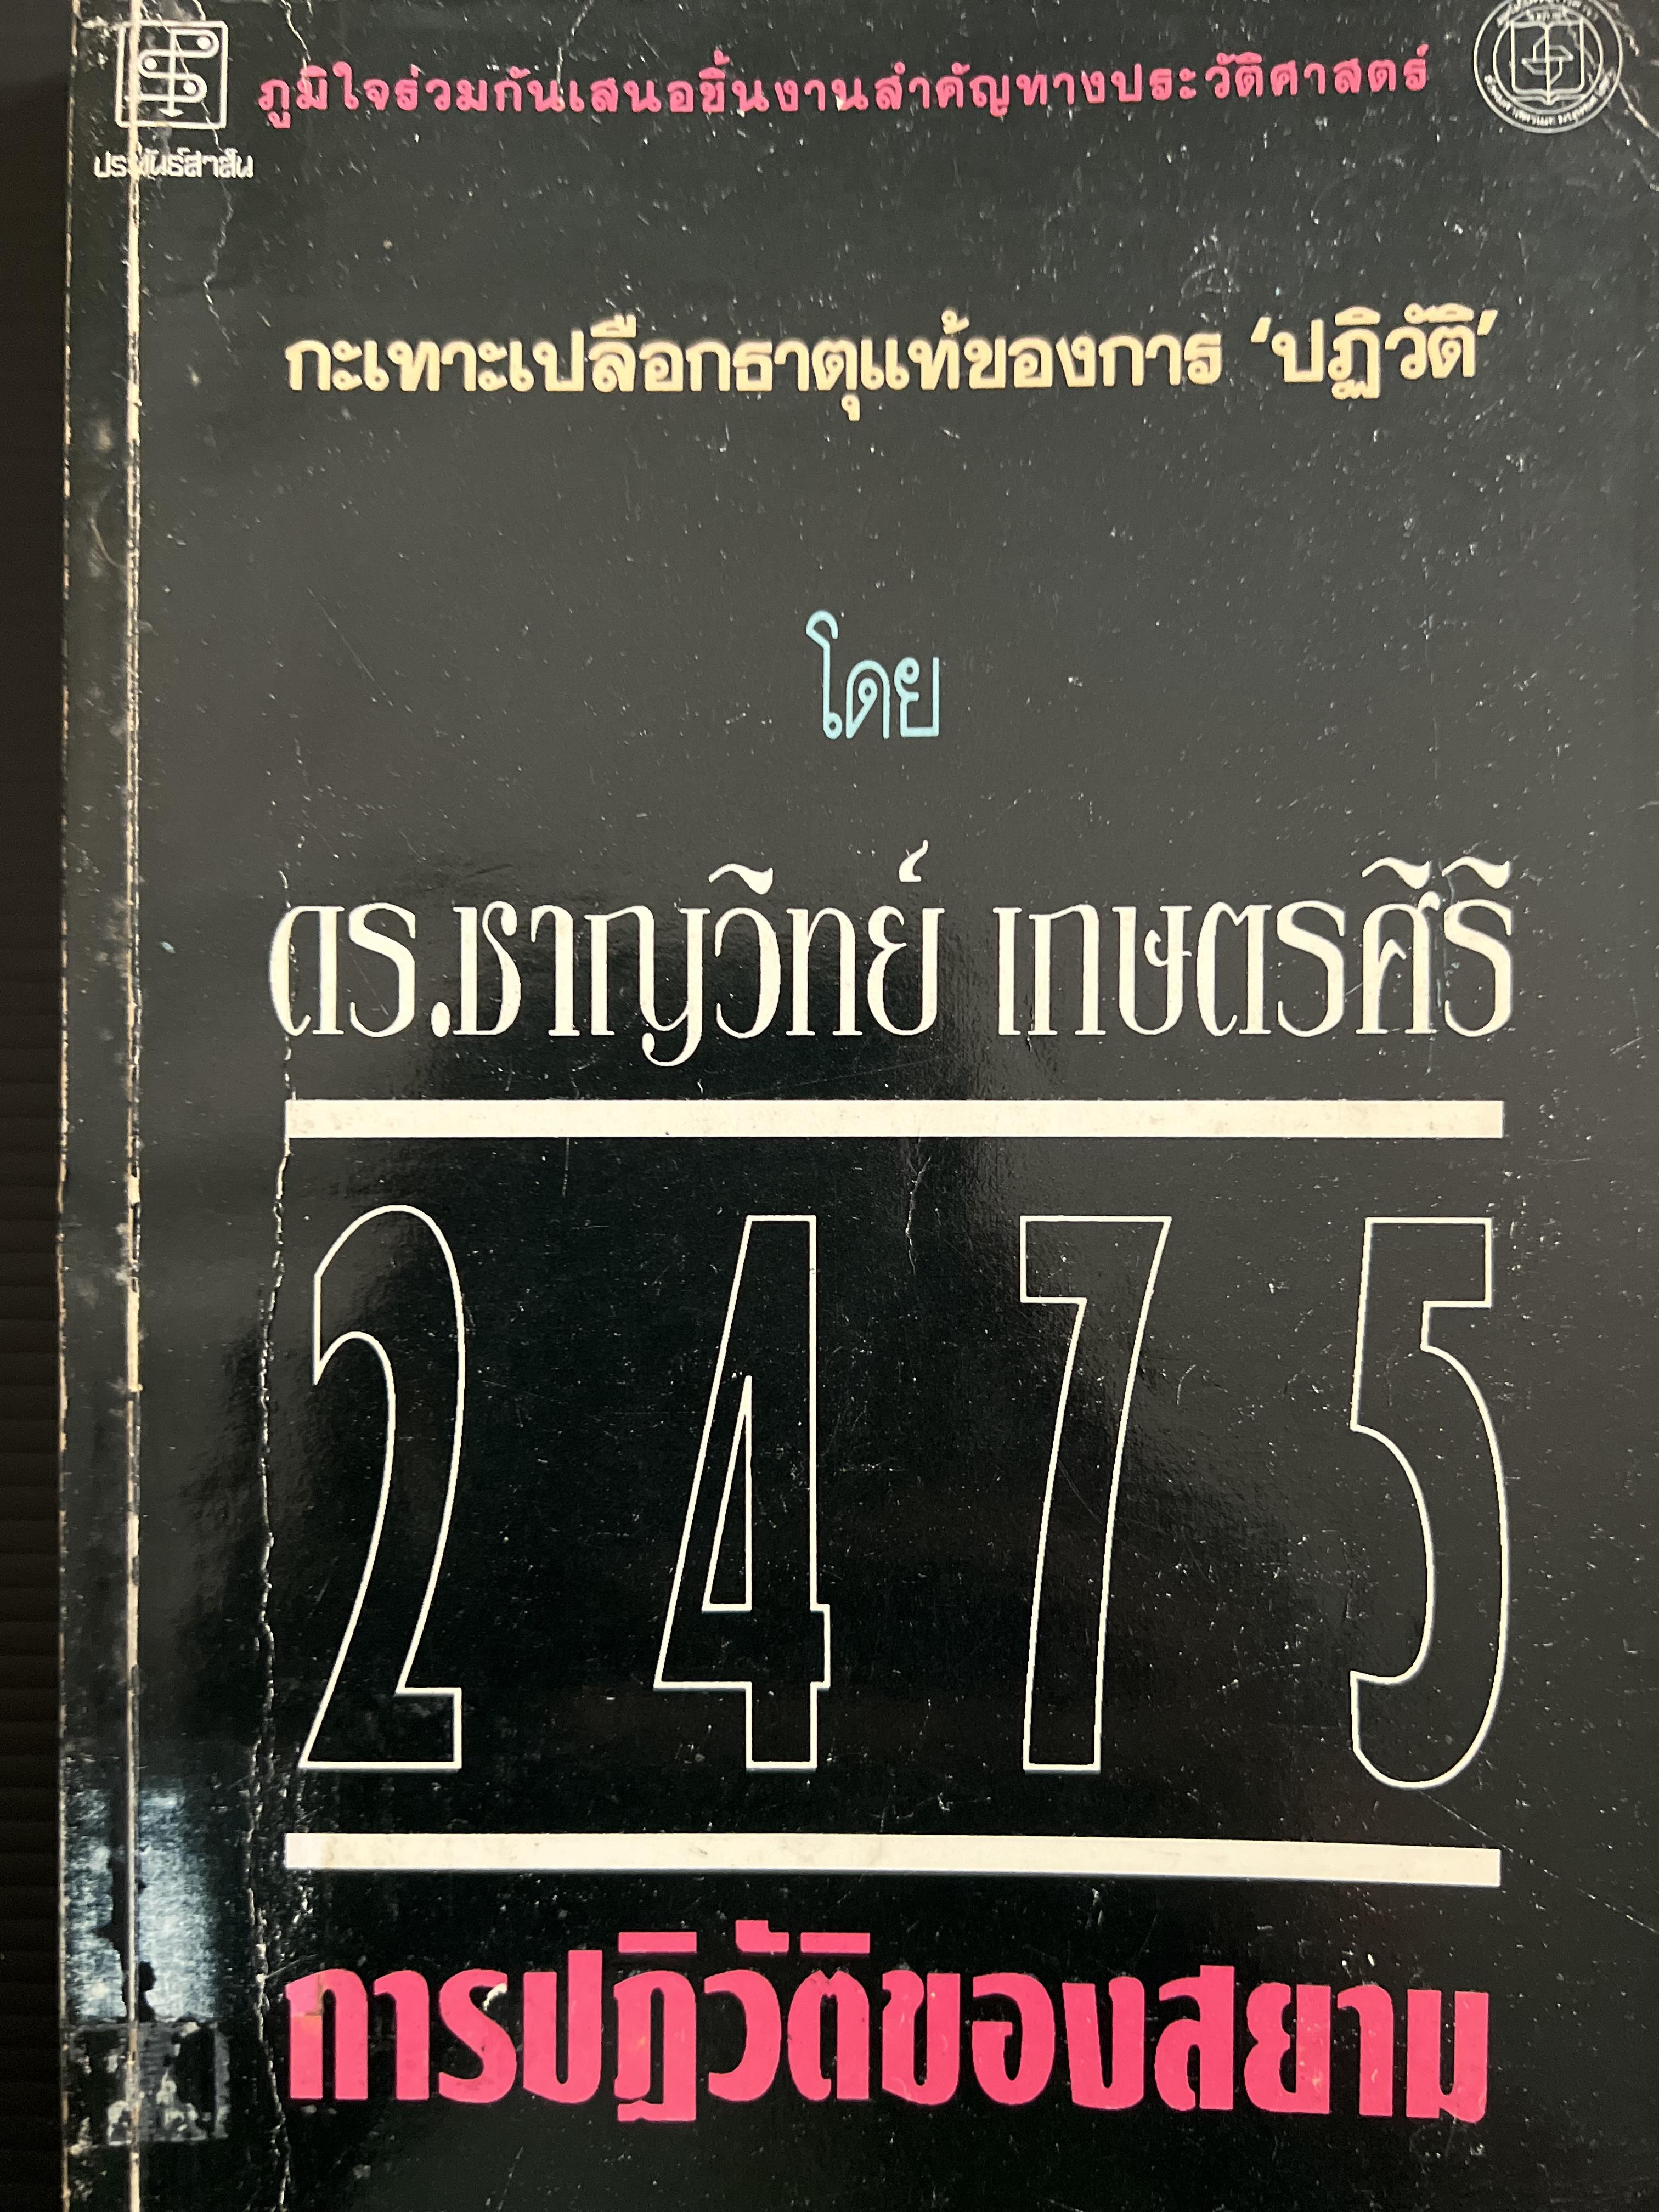 ภูมิใจร่วมกันเสนอชิ้นงานสำคัญทางประวัติศาสตร์
ประพันธ์สาส์น
กะเทาะเปลือกธาตุแท้ของการ ‘ปฏิวัติ’
โดย
ดร.ชาญวิทย์ เกษตรศิริ
2475
การปฏิวัติของสยาม